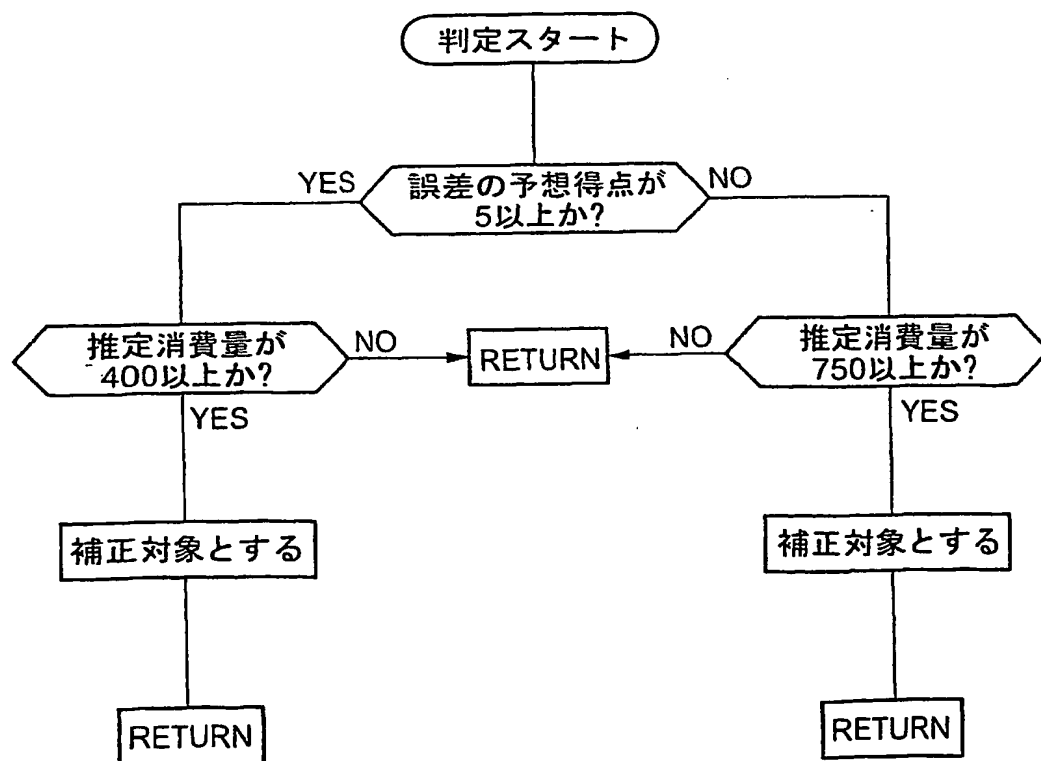 判定スタート
YES
誤差の予想得点が
5以上か?
NO
推定消費量が
400以上か?
NO
RETURN
NO
推定消費量が
750以上か?
YES
YES
補正対象とする
補正対象とする
RETURN
RETURN